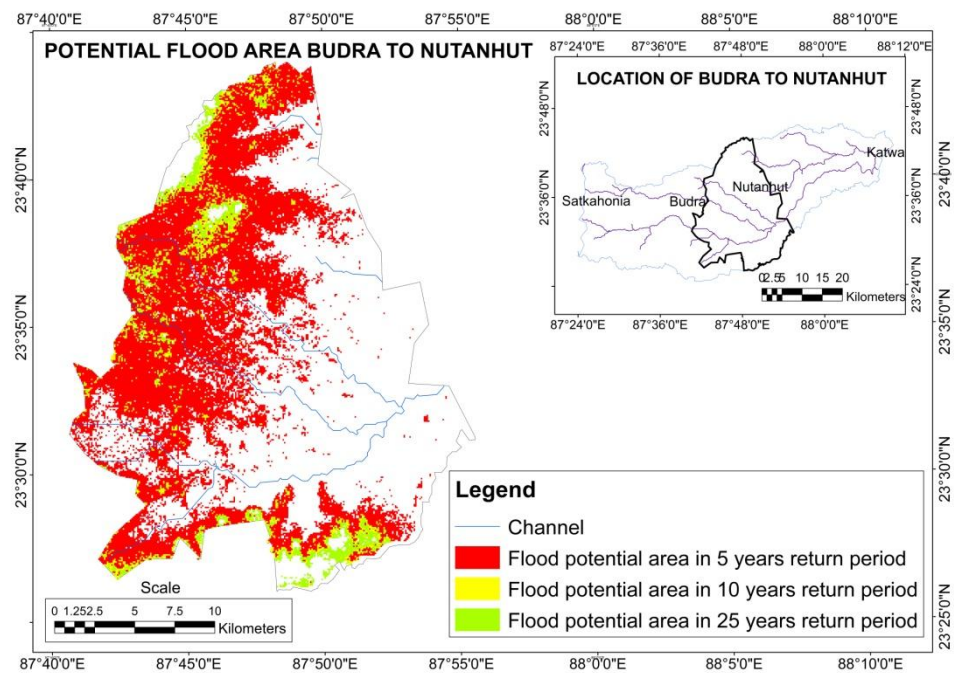 87°40'0"E 87°45'0"E 87°50'0"E 87°55'0"E 88°0'0"E 88°5'0"E 88°10'0"E
POTENTIAL FLOOD AREA BUDRA TO NUTANHUT
87°24'0"E 87°36'0"E 87°48'0"E 88°0'0"E 88°12'0"E
LOCATION OF BUDRA TO NUTANHUT
23°48'0"N
23°48'0"N
23°40'0"N
23°36'0"N
Katwa
Nutanhut
Budra
Satkahonia
23°36'0"N
23°40'0"N
23°24'0"N
0 2.5 5 10 15 20
Kilometers
87°24'0"E 87°36'0"E 87°48'0"E 88°0'0"E
23°35'0"N
23°35'0"N
23°30'0"N
23°30'0"N
Legend
Channel
Flood potential area in 5 years return period
Flood potential area in 10 years return period
Flood potential area in 25 years return period
Scale
0 1.25 2.5 5 7.5 10
Kilometers
23°25'0"N
87°40'0"E 87°45'0"E 87°50'0"E 87°55'0"E 88°0'0"E 88°5'0"E 88°10'0"E